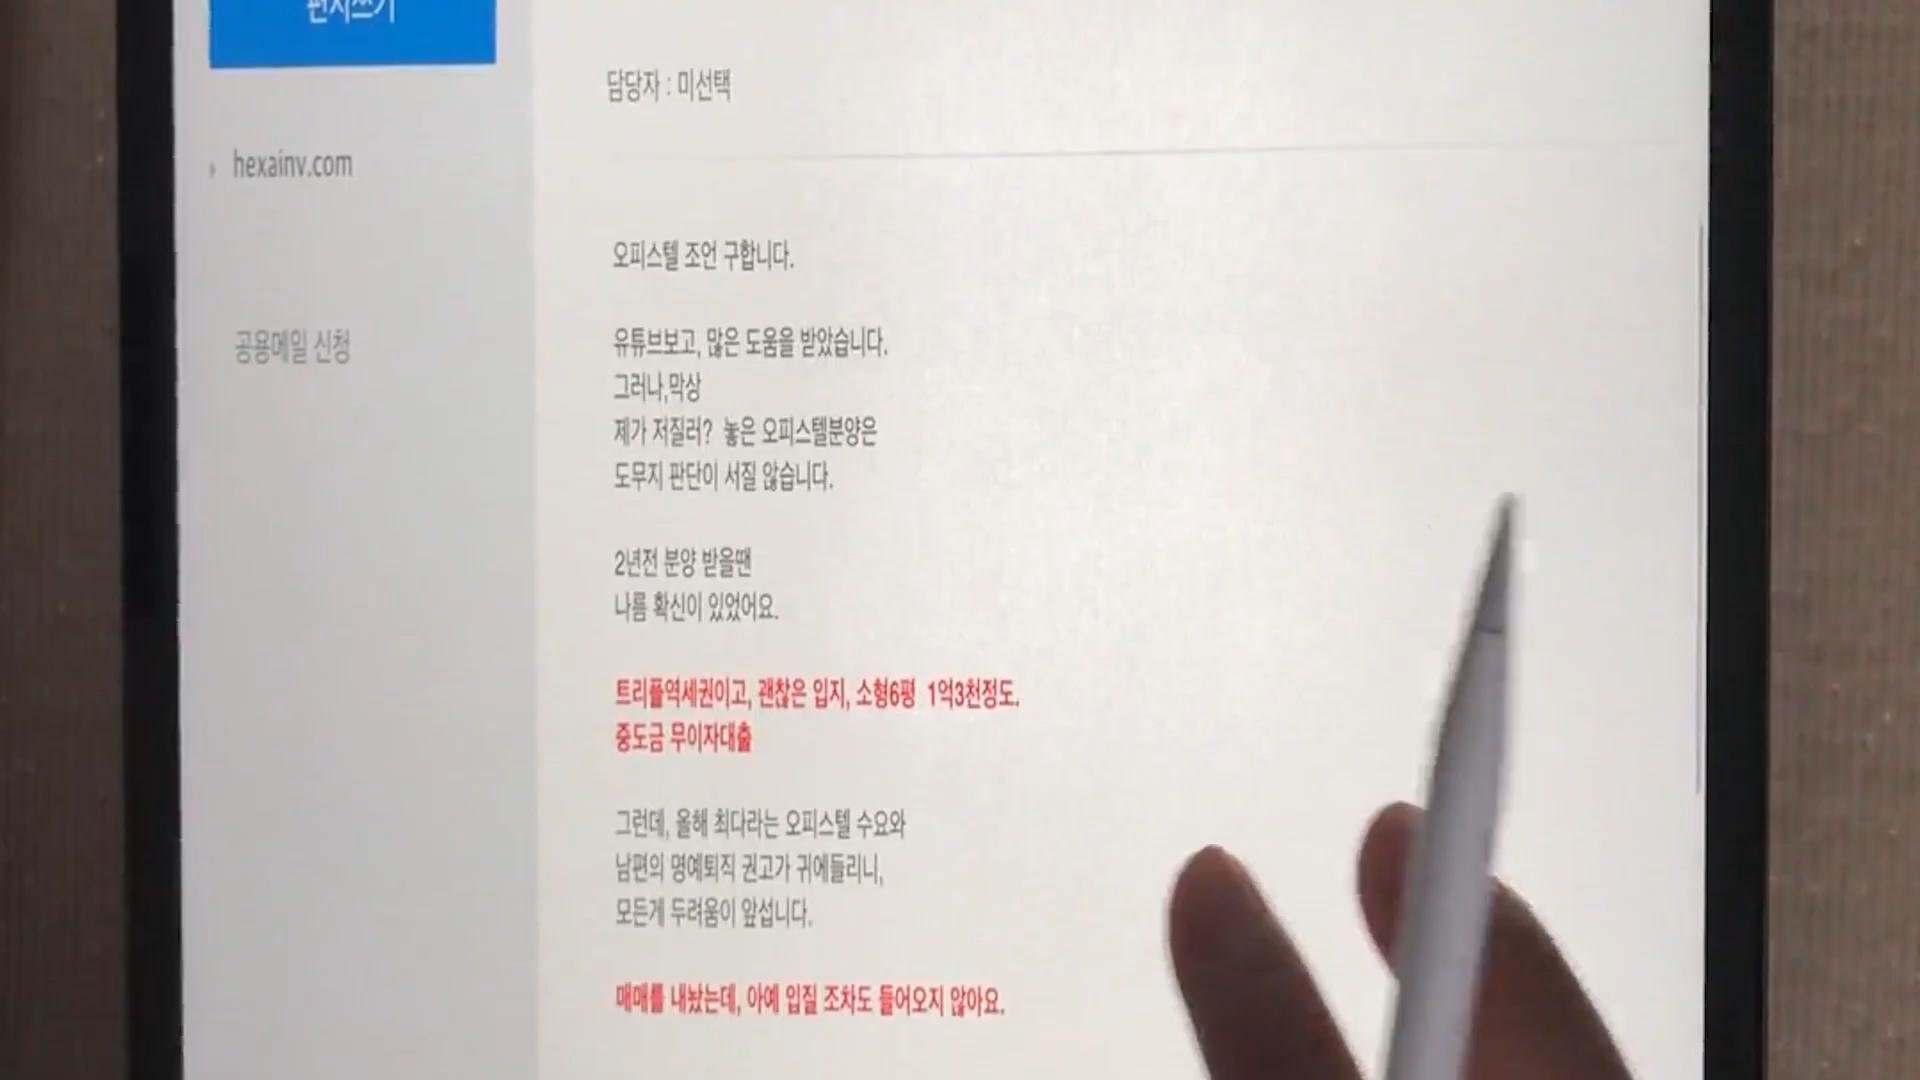 편지쓰기
hexainv.com
공용메일 신청
담당자 : 미선택
오피스텔 조언 구합니다.
유튜브보고, 많은 도움을 받았습니다.
그러나,막상
제가 저질러? 놓은 오피스텔분양은
도무지 판단이 서질 않습니다.
2년전 분양 받을땐
나름 확신이 있었어요.
트리플역세권이고, 괜찮은 입지, 소형6평 1억3천정도.
중도금 무이자대출
그런데, 올해 최다라는 오피스텔 수요와
남편의 명예퇴직 권고가 귀에들리니,
모든게 두려움이 앞섭니다.
매매를 내놨는데, 아예 입질 조차도 들어오지 않아요.